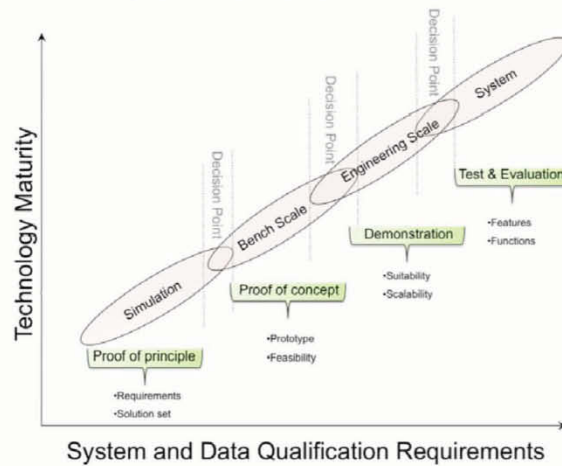 Technology Maturity
Decision Point
Decision Point
Decision Point
System
Engineering Scale
Bench Scale
Simulation
Test & Evaluation
•Features
•Functions
Demonstration
•Suitability
•Scalability
Proof of concept
•Prototype
•Feasibility
Proof of principle
•Requirements
•Solution set
System and Data Qualification Requirements